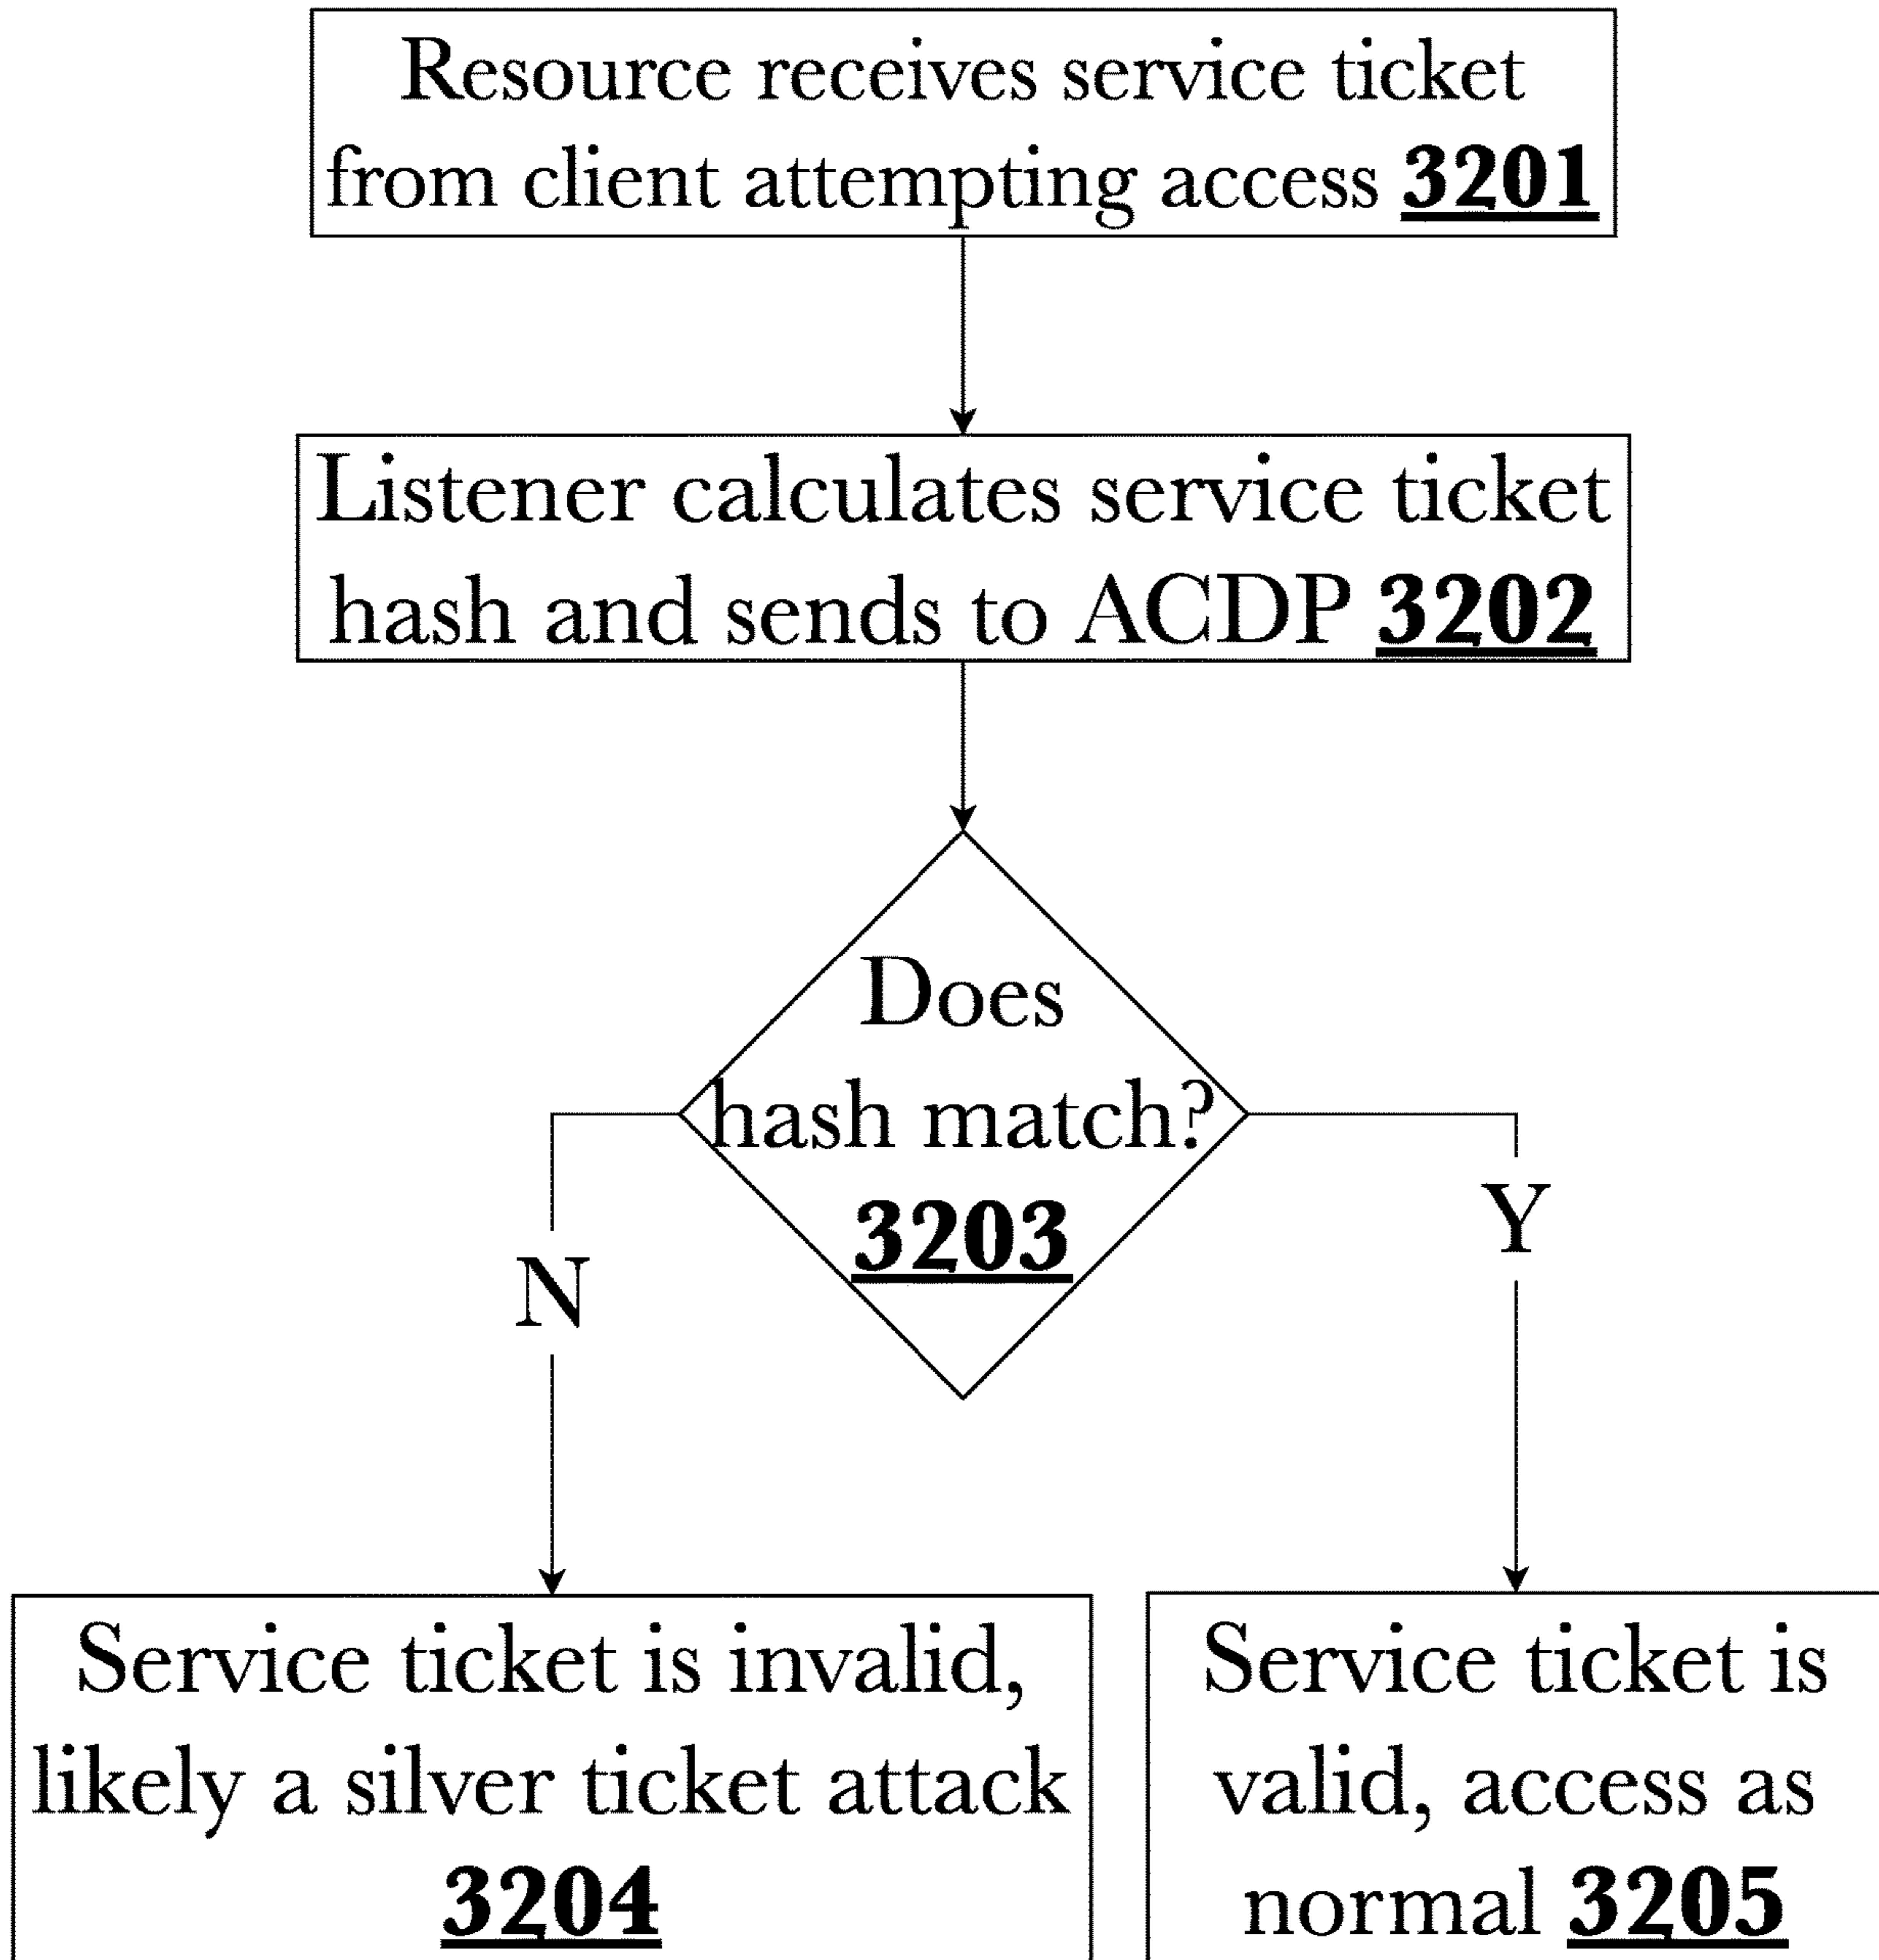 Resource receives service ticket
from client attempting access 3201
Listener calculates service ticket
hash and sends to ACDP 3202
Does
hash match?
3203
N
Y
Service ticket is invalid,
likely a silver ticket attack
3204
Service ticket is
valid, access as
normal 3205